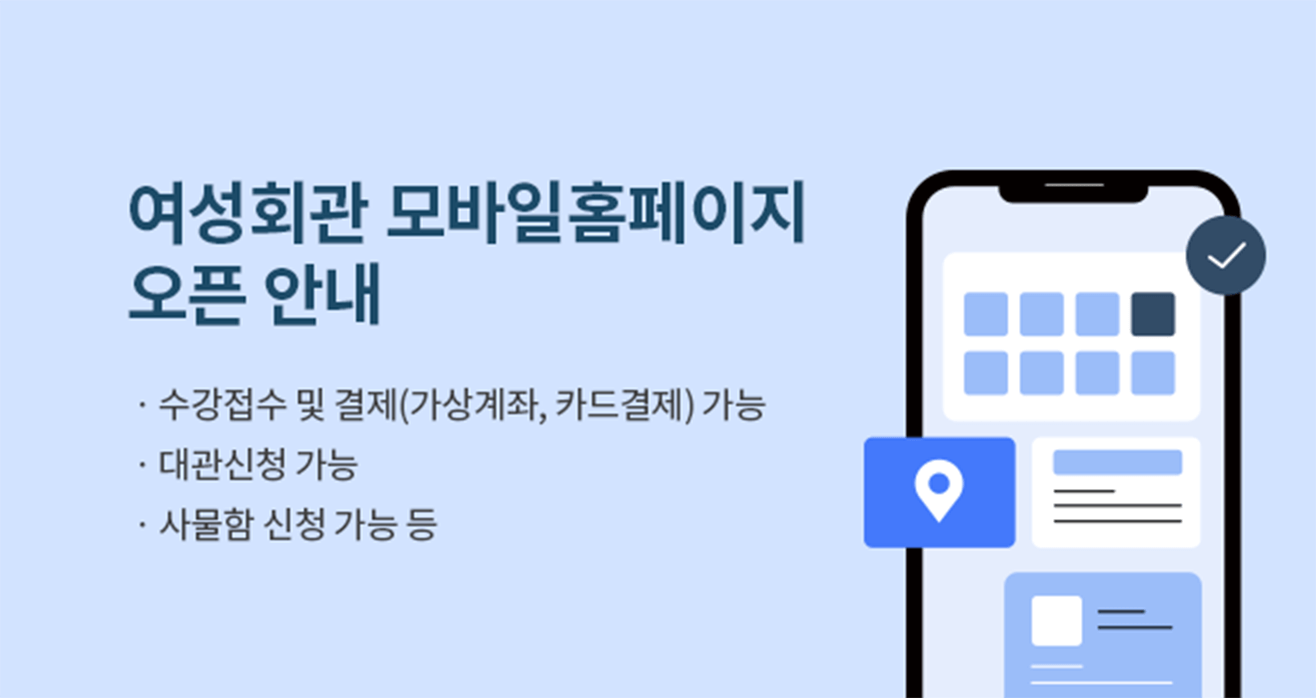 여성회관 모바일홈페이지
오픈 안내
· 수강접수 및 결제(가상계좌, 카드결제) 가능
· 대관신청 가능
· 사물함 신청 가능 등